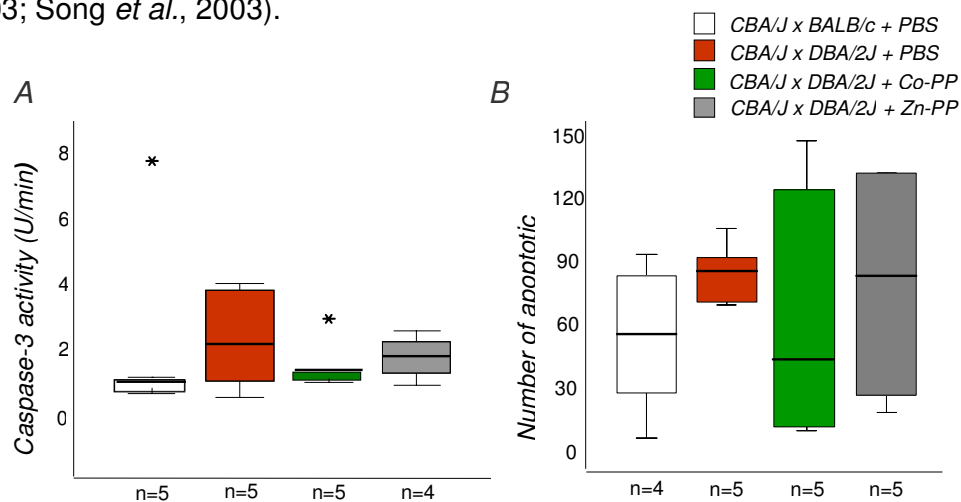 03; Song et al., 2003).
CBA/J x BALB/c + PBS
CBA/J x DBA/2J + PBS
CBA/J x DBA/2J + Co-PP
CBA/J x DBA/2J + Zn-PP
A
Caspase-3 activity (U/min)
8
6
4
2
0
n=5 n=5 n=5 n=4
B
Number of apoptotic
150
120
90
60
30
0
n=4 n=5 n=5 n=5